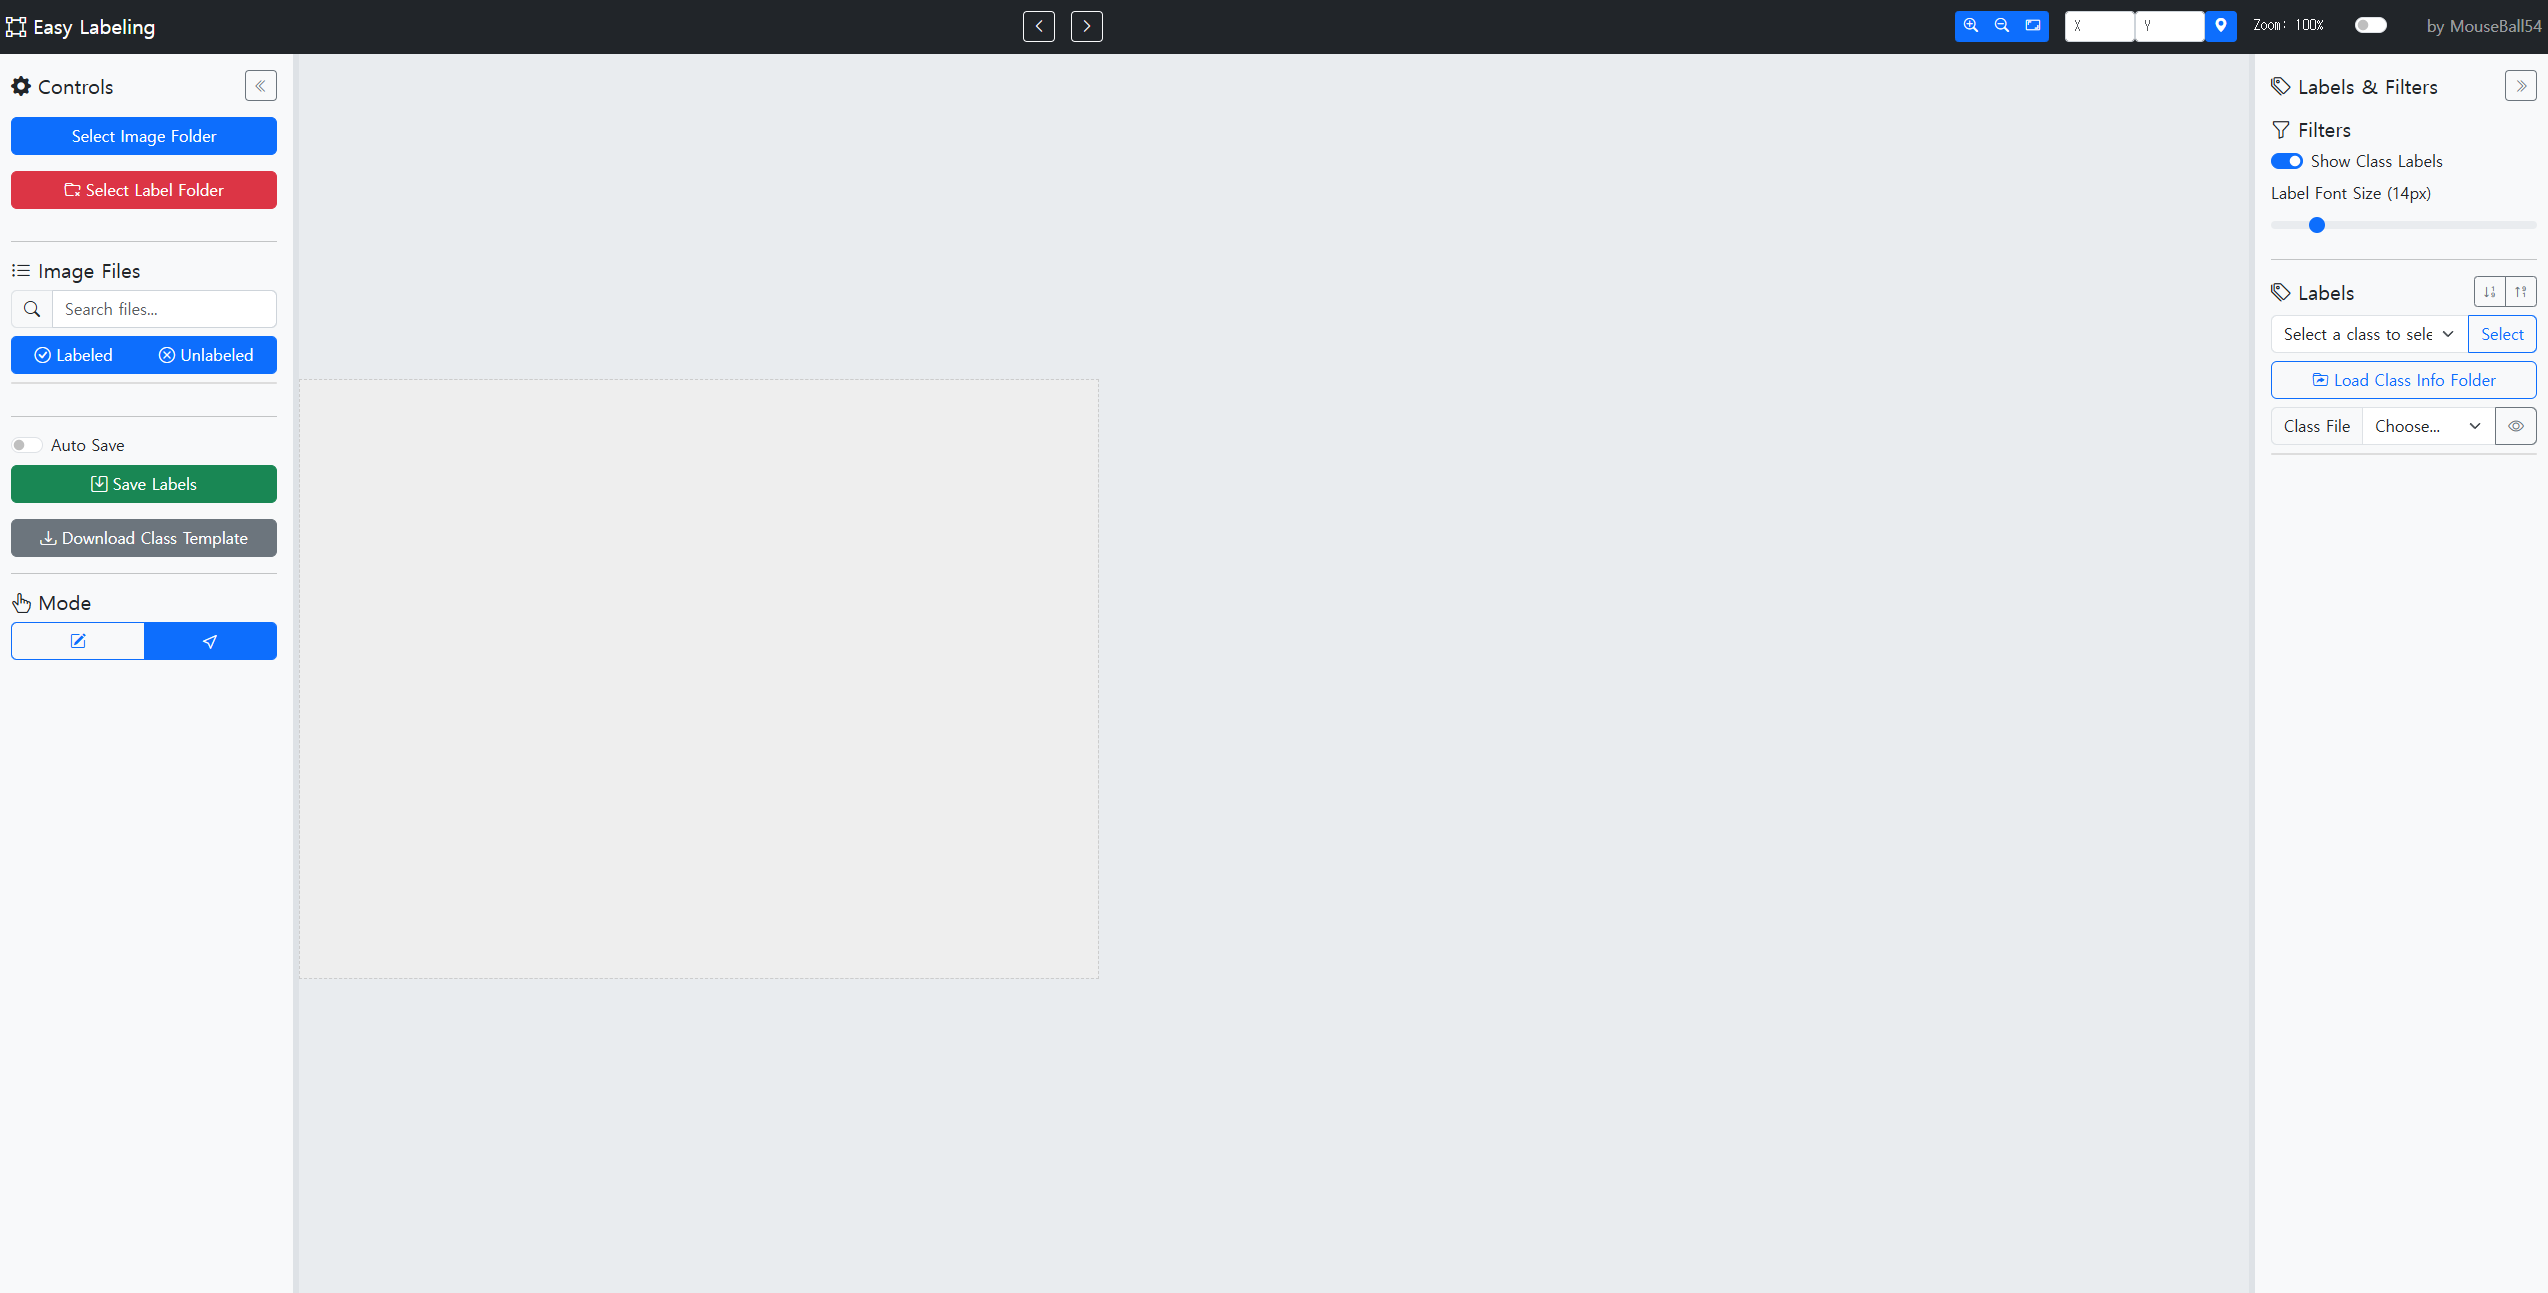 Easy Labeling
X
Y
Zoom: 100%
by MouseBall54
Controls
Select Image Folder
Select Label Folder
Image Files
Search files...
Labeled
Unlabeled
Auto Save
Save Labels
Download Class Template
Mode
Labels & Filters
Filters
Show Class Labels
Label Font Size (14px)
Labels
Select a class to sele
Select
Load Class Info Folder
Class File
Choose...